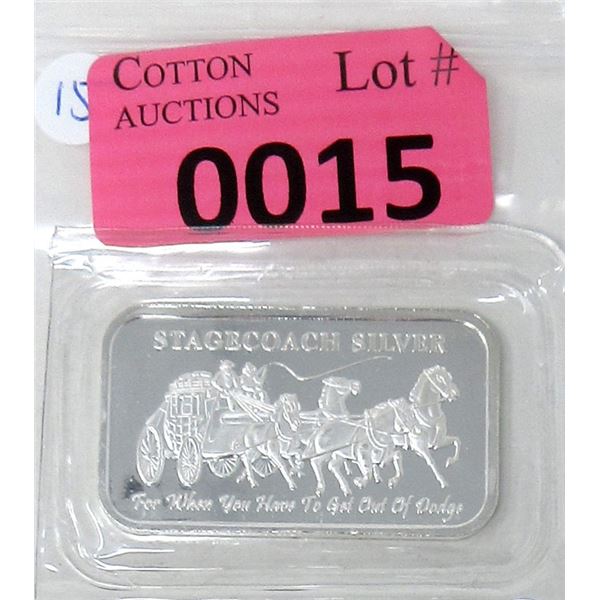 COTTON
AUCTIONS
Lot #
15
0015
STAGECOACH SILVER
For When You Have To Get Out Of Dodge